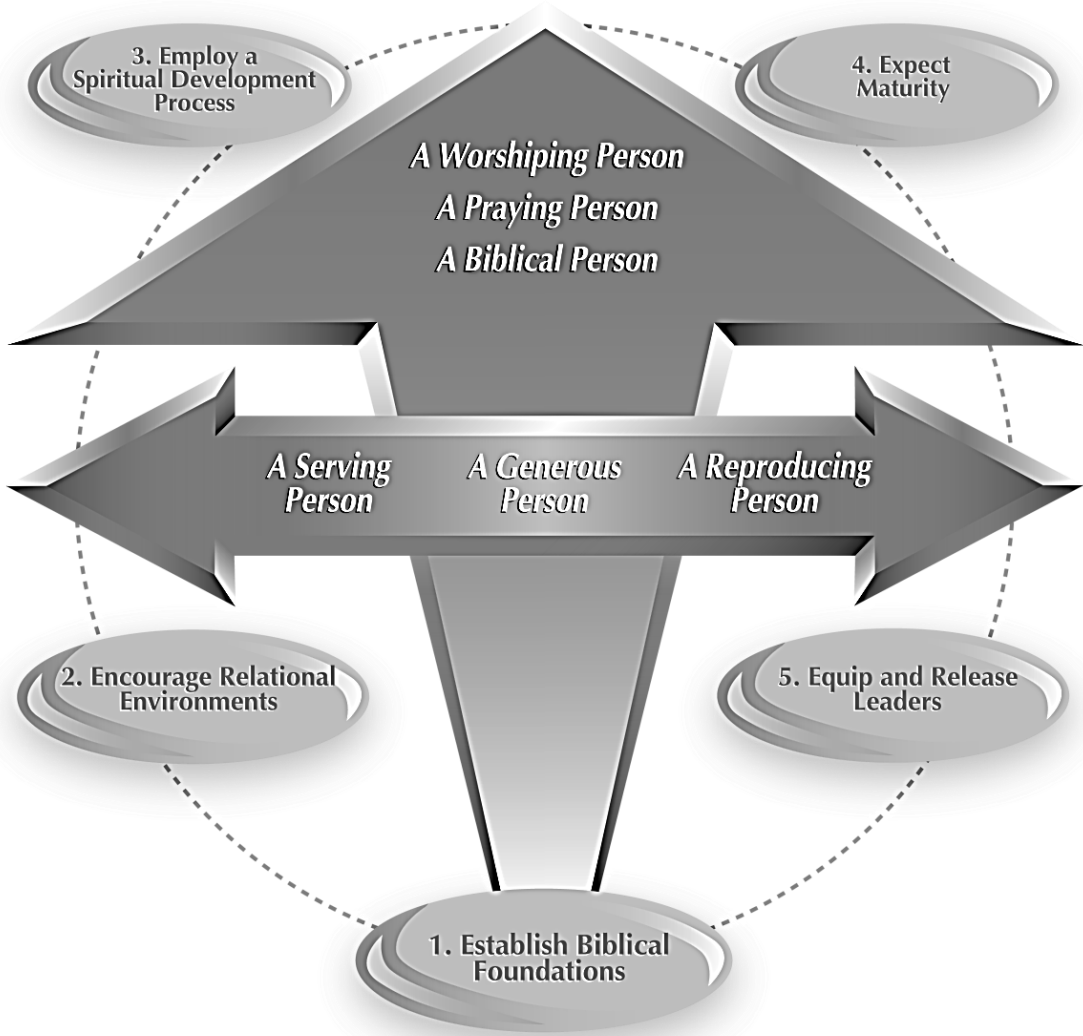 3. Employ a
Spiritual Development
Process
4. Expect
Maturity
A Worshiping Person
A Praying Person
A Biblical Person
A Serving
Person
A Generous
Person
A Reproducing
Person
2. Encourage Relational
Environments
5. Equip and Release
Leaders
1. Establish Biblical
Foundations